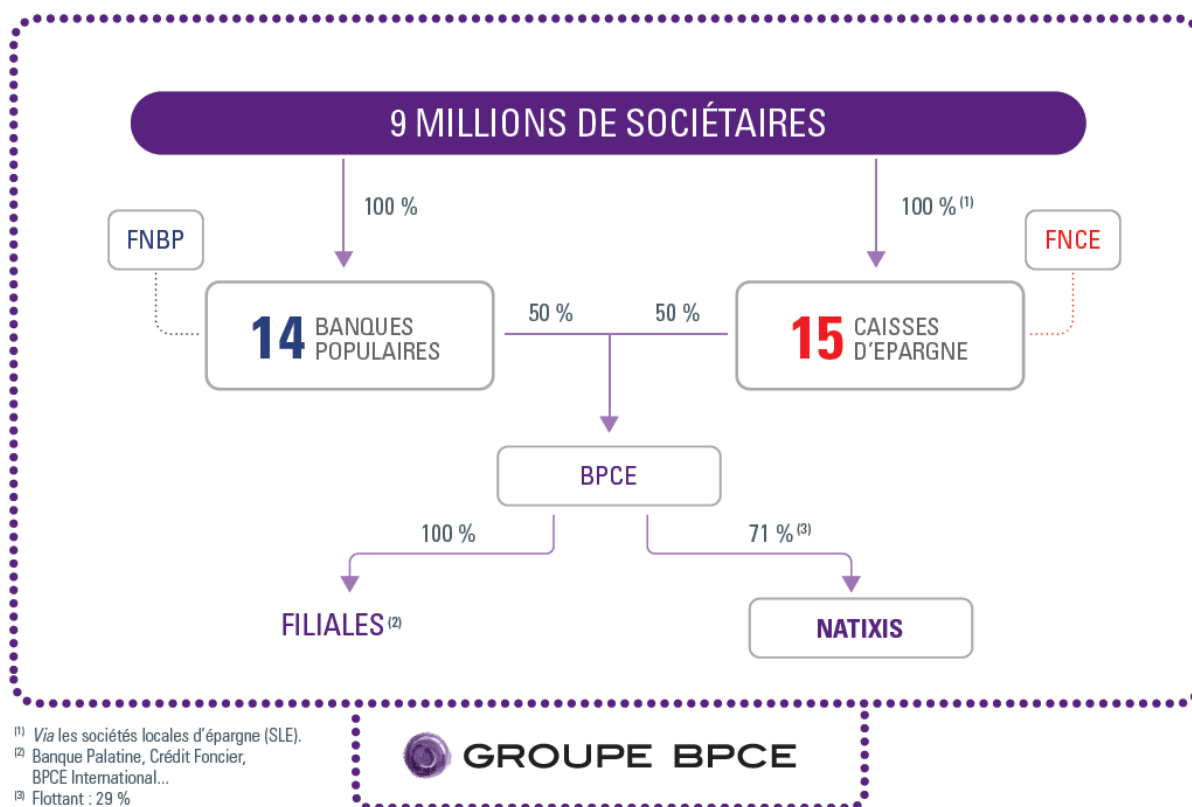 9 MILLIONS DE SOCIÉTAIRES
100 %
100 % (1)
FNBP
FNCE
14 BANQUES POPULAIRES
50 %
50 %
15 CAISSES D'EPARGNE
BPCE
100 %
71 % (3)
FILIALES (2)
NATIXIS
(1) Via les sociétés locales d'épargne (SLE).
(2) Banque Palatine, Crédit Foncier,
BPCE International...
(3) Flottant : 29 %
GROUPE BPCE